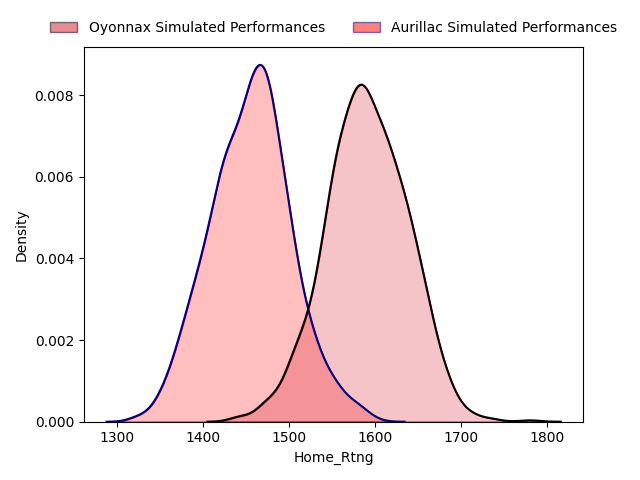 Oyonnax Simulated Performances Aurillac Simulated Performances
0.008
0.006
0.004
0.002
0.000
Density
1300 1400 1500 1600 1700 1800
Home_Rtng